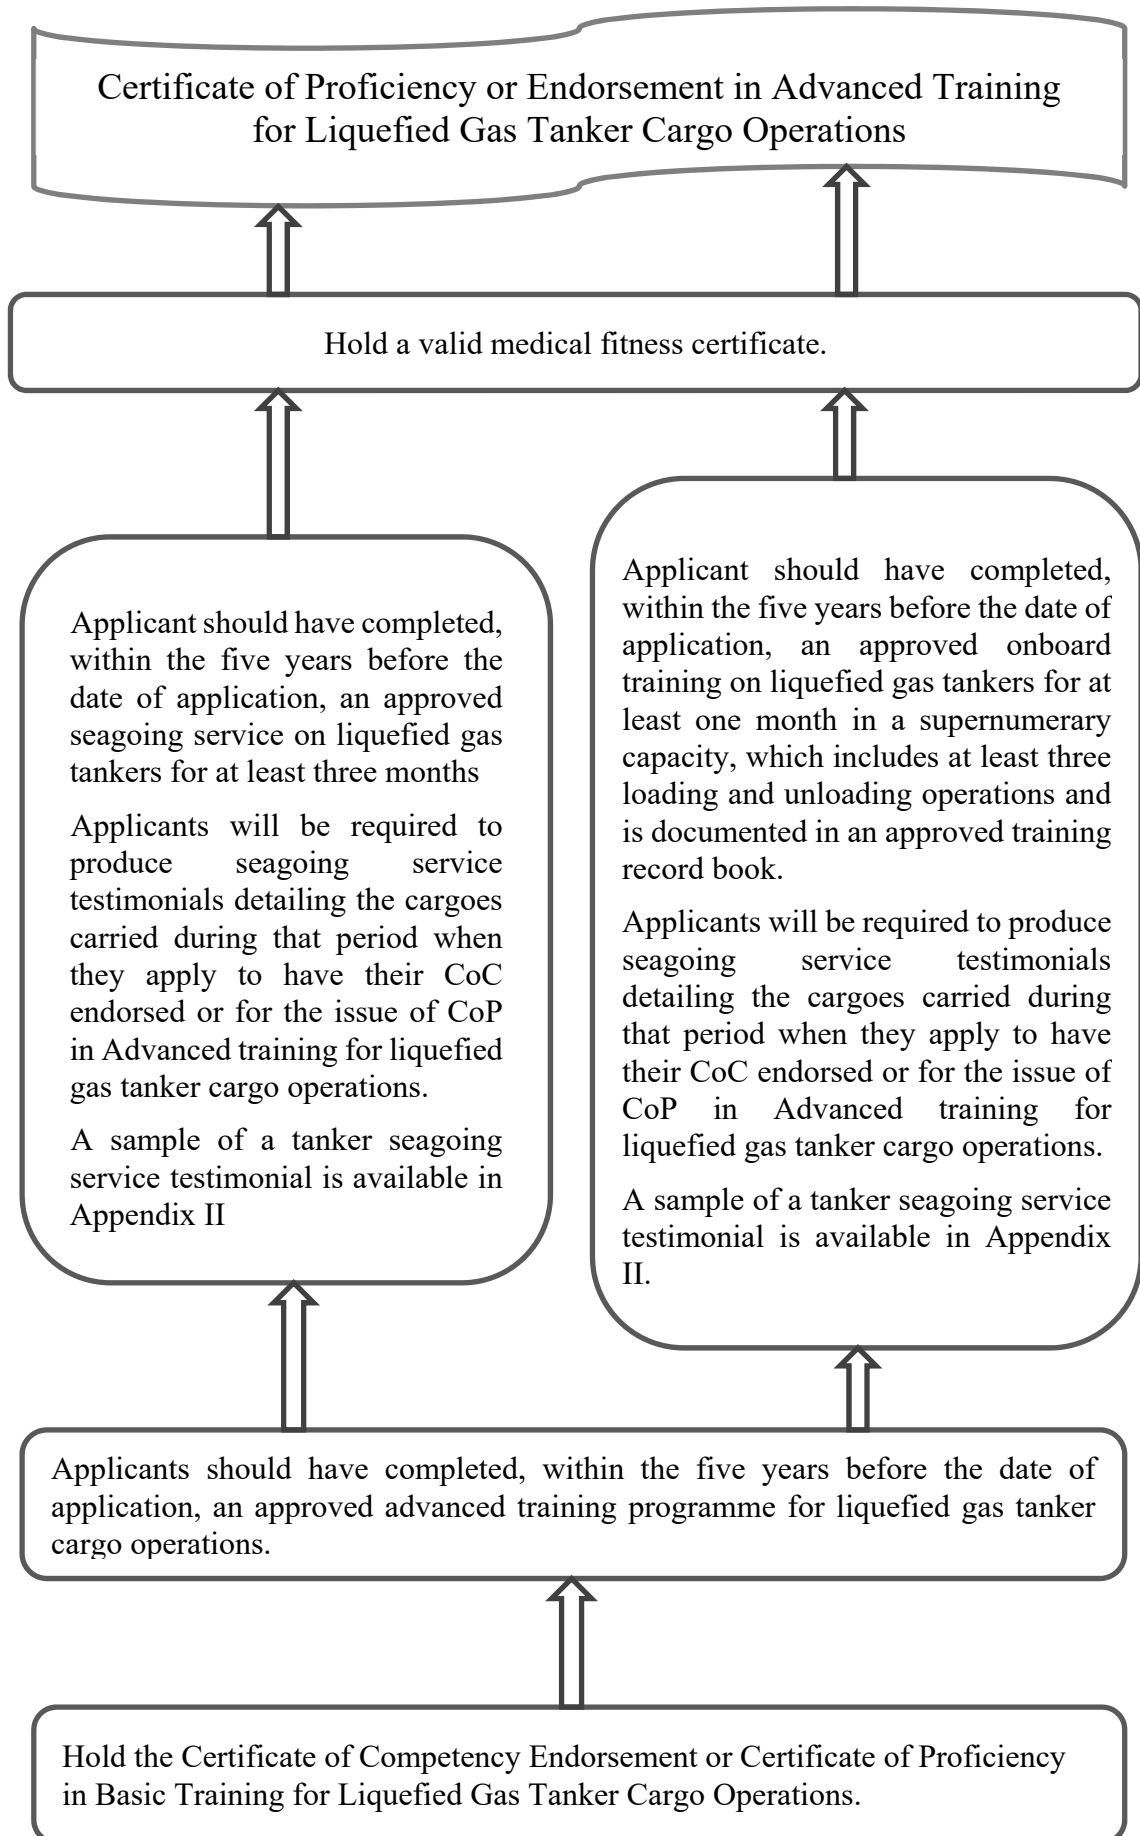 Certificate of Proficiency or Endorsement in Advanced Training
for Liquefied Gas Tanker Cargo Operations
Hold a valid medical fitness certificate.
Applicant should have completed,
within the five years before the
date of application, an approved
seagoing service on liquefied gas
tankers for at least three months
Applicants will be required to
produce seagoing service
testimonials detailing the cargoes
carried during that period when
they apply to have their CoC
endorsed or for the issue of CoP
in Advanced training for liquefied
gas tanker cargo operations.
A sample of a tanker seagoing
service testimonial is available in
Appendix II
Applicant should have completed,
within the five years before the date of
application, an approved onboard
training on liquefied gas tankers for at
least one month in a supernumerary
capacity, which includes at least three
loading and unloading operations and
is documented in an approved training
record book.
Applicants will be required to produce
seagoing service testimonials
detailing the cargoes carried during
that period when they apply to have
their CoC endorsed or for the issue of
CoP in Advanced training for
liquefied gas tanker cargo operations.
A sample of a tanker seagoing service
testimonial is available in Appendix
II.
Applicants should have completed, within the five years before the date of
application, an approved advanced training programme for liquefied gas tanker
cargo operations.
Hold the Certificate of Competency Endorsement or Certificate of Proficiency
in Basic Training for Liquefied Gas Tanker Cargo Operations.